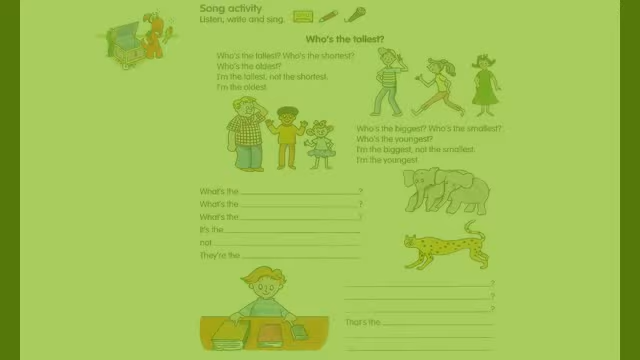 Song activity
Listen, write and sing.
Who's the tallest?
Who's the tallest? Who's the shortest?
Who's the oldest?
I'm the tallest, not the shortest.
I'm the oldest.
Who's the biggest? Who's the smallest?
Who's the youngest?
I'm the biggest, not the smallest.
I'm the youngest.
What's the ?
What's the ?
What's the ?
It's the
not
They're the
?
?
?
That's the